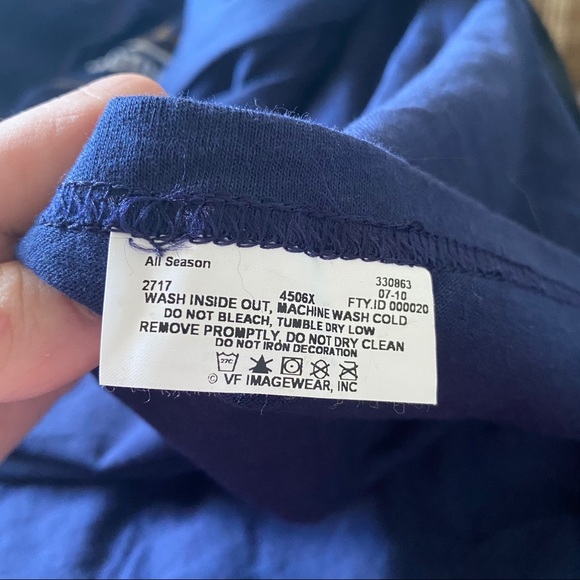 All Season 330863
2717 4506X 07-10
WASH INSIDE OUT, MACHINE WASH COLD FTY.ID 000020
DO NOT BLEACH, TUMBLE DRY LOW
REMOVE PROMPTLY, DO NOT DRY CLEAN
DO NOT IRON DECORATION
27C
© VF IMAGEWEAR, INC